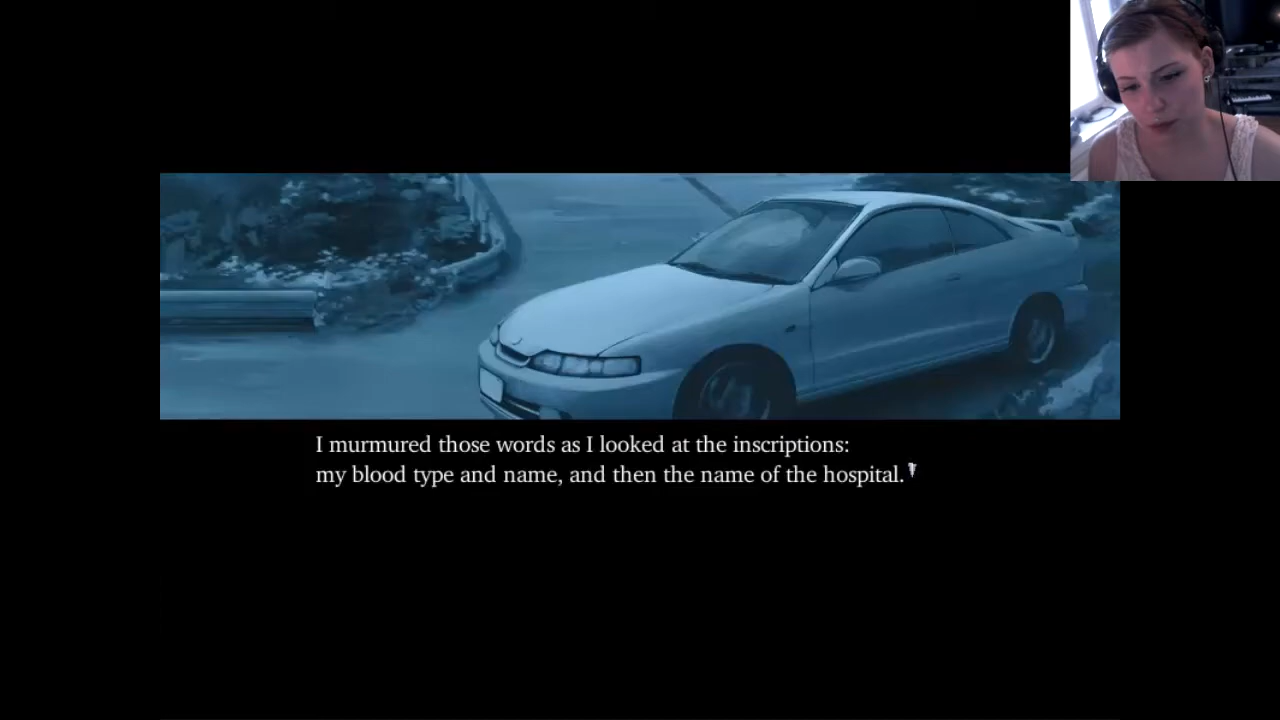 I murmured those words as I looked at the inscriptions:
my blood type and name, and then the name of the hospital.